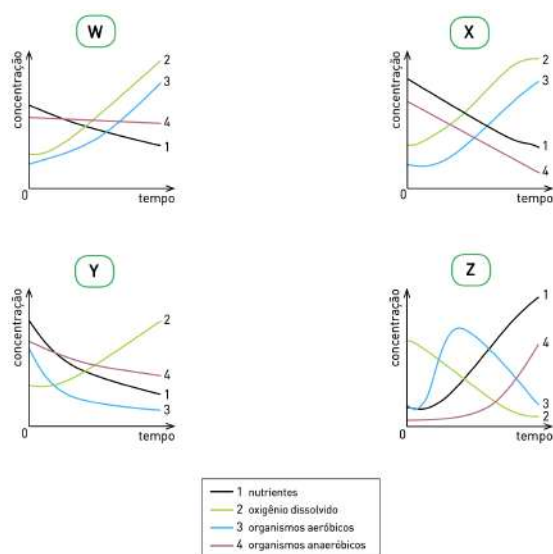 W
concentração
2
3
4
1
0
tempo
X
concentração
2
3
1
4
0
tempo
Y
concentração
2
4
1
3
0
tempo
Z
concentração
1
4
3
2
0
tempo
1 nutrientes
2 oxigênio dissolvido
3 organismos aeróbicos
4 organismos anaeróbicos